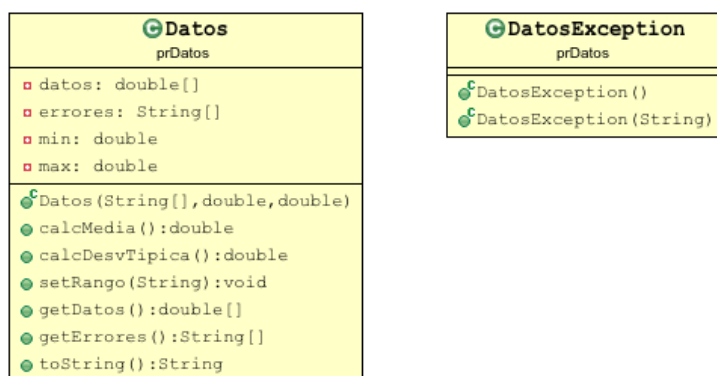 C Datos
prDatos
datos: double[]
errores: String[]
min: double
max: double
C Datos(String[],double,double)
calcMedia():double
calcDesvTipica():double
setRango(String):void
getDatos():double[]
getErrores():String[]
toString():String
C DatosException
prDatos
C DatosException()
C DatosException(String)